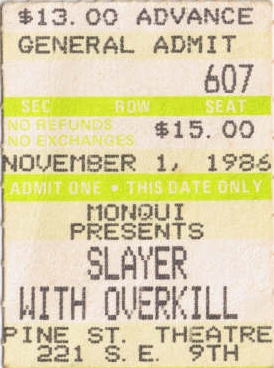 $13.00 ADVANCE
GENERAL ADMIT
607
SEC ROW SEAT
NO REFUNDS
NO EXCHANGES
$15.00
NOVEMBER 1, 1986
ADMIT ONE • THIS DATE ONLY
MONQUI
PRESENTS
SLAYER
WITH OVERKILL
PINE ST. THEATRE
221 S.E. 9TH